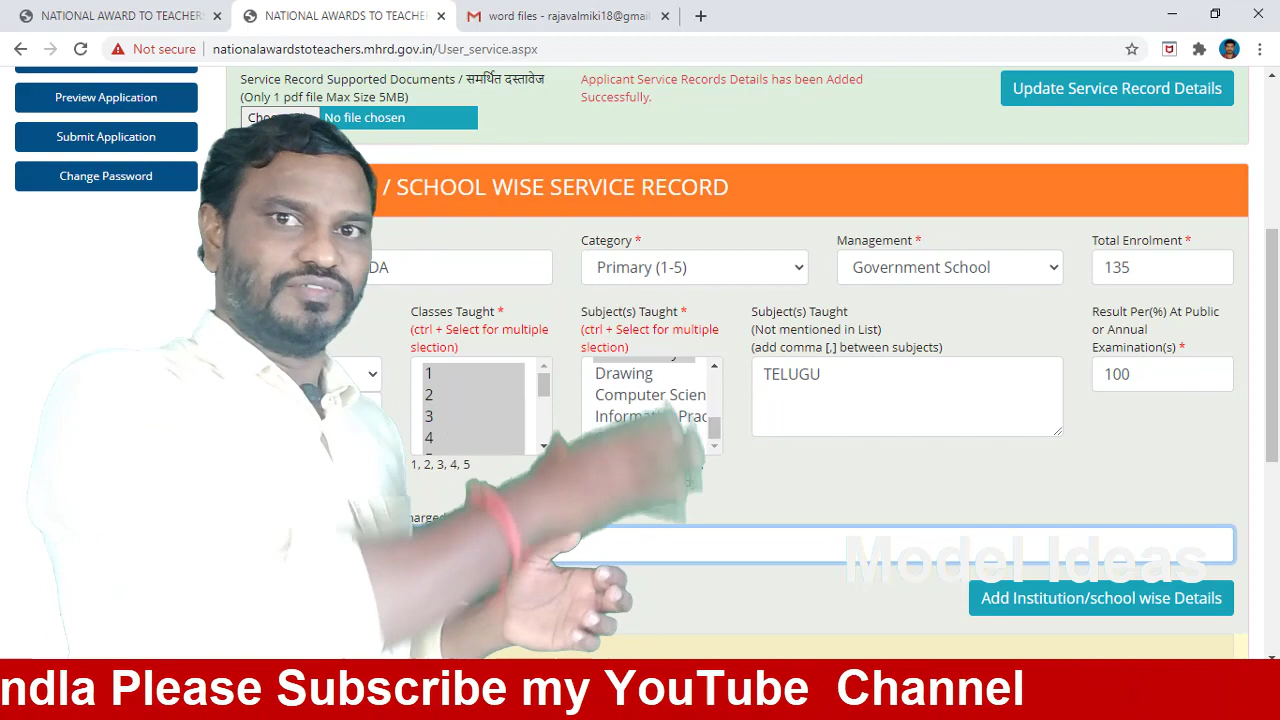 NATIONAL AWARD TO TEACHER
NATIONAL AWARDS TO TEACHE
word files - rajavalmiki18@gmai
Not secure
nationalawardstoteachers.mhrd.gov.in/User_service.aspx
Preview Application
Submit Application
Change Password
Service Record Supported Documents / समर्थित दस्तावेज
(Only 1 pdf file Max Size 5MB)
No file chosen
Applicant Service Records Details has been Added
Successfully.
Update Service Record Details
/ SCHOOL WISE SERVICE RECORD
DA
Category *
Primary (1-5)
Management *
Government School
Total Enrolment *
135
Classes Taught *
(ctrl + Select for multiple
slection)
1
2
3
4
1, 2, 3, 4, 5
Subject(s) Taught *
(ctrl + Select for multiple
slection)
Drawing
Computer Scien
Subject(s) Taught
(Not mentioned in List)
(add comma [,] between subjects)
TELUGU
Result Per(%) At Public
or Annual
Examination(s) *
100
Model Ideas
Add Institution/school wise Details
ndla Please Subscribe my YouTube Channel